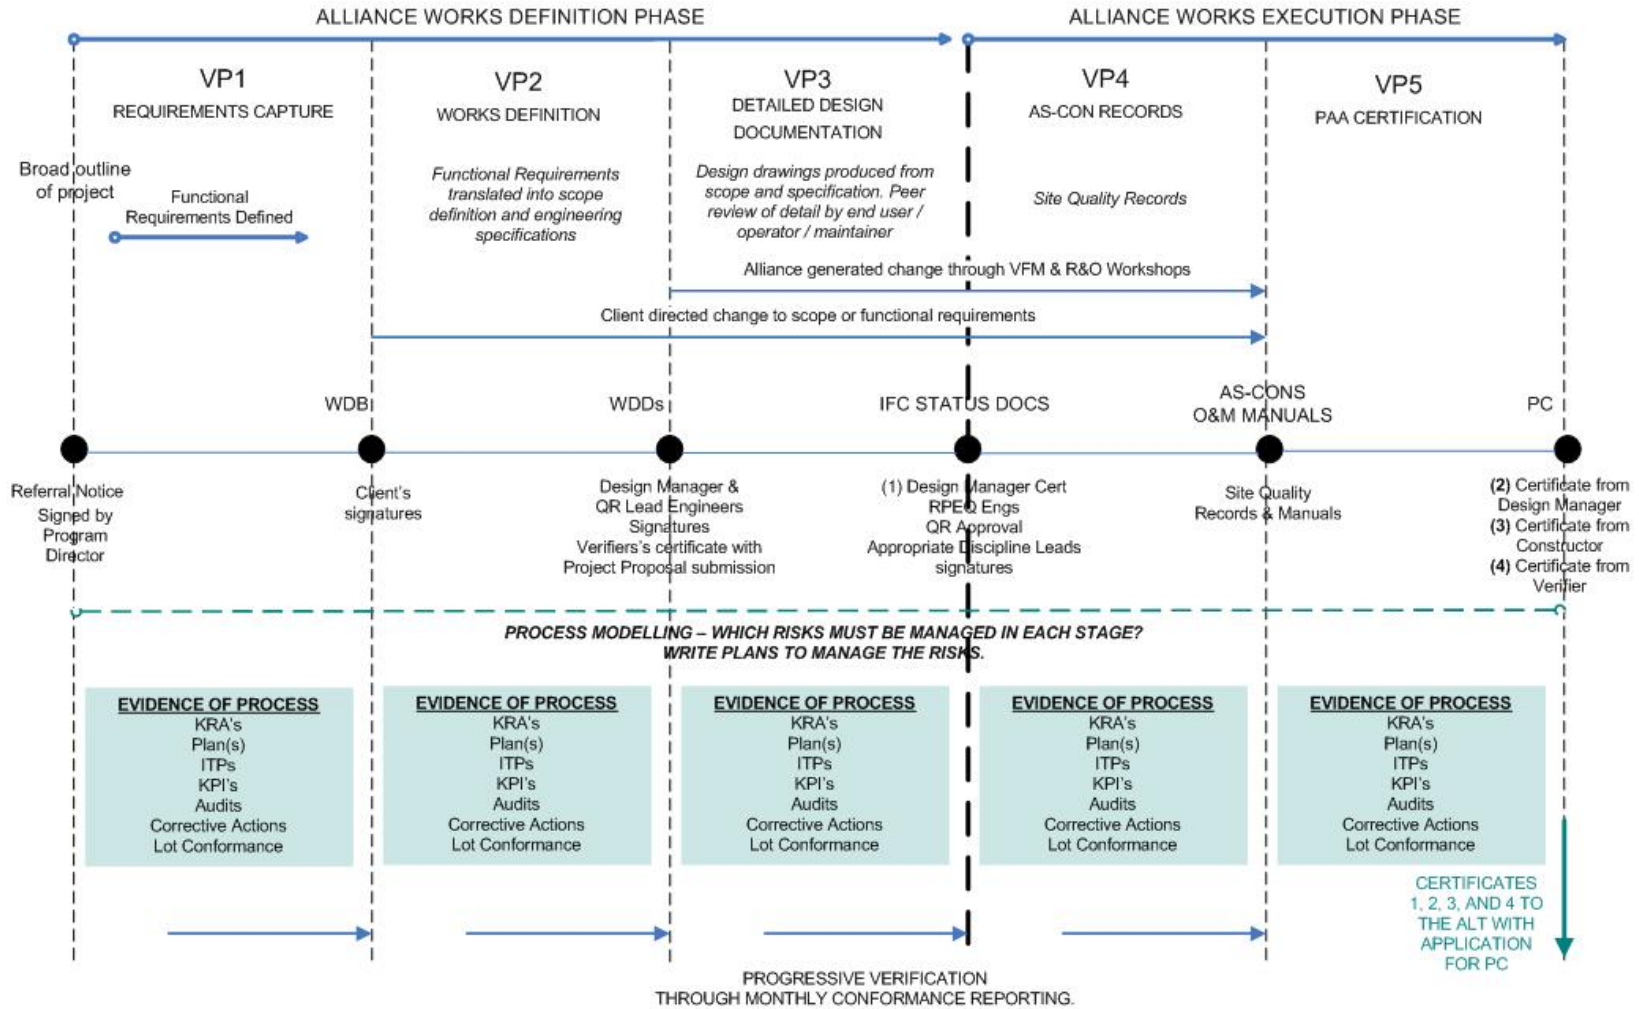 ALLIANCE WORKS DEFINITION PHASE
ALLIANCE WORKS EXECUTION PHASE
VP1
REQUIREMENTS CAPTURE
VP2
WORKS DEFINITION
VP3
DETAILED DESIGN
DOCUMENTATION
VP4
AS-CON RECORDS
VP5
PAA CERTIFICATION
Broad outline
of project
Functional
Requirements Defined
Functional Requirements
translated into scope
definition and engineering
specifications
Design drawings produced from
scope and specification. Peer
review of detail by end user /
operator / maintainer
Site Quality Records
Alliance generated change through VFM & R&O Workshops
Client directed change to scope or functional requirements
WDB
WDDs
IFC STATUS DOCS
AS-CONS
O&M MANUALS
PC
Referral Notice
Signed by
Program
Director
Client's
signatures
Design Manager &
QR Lead Engineers
Signatures
Verifiers's certificate with
Project Proposal submission
(1) Design Manager Cert
RPEQ Engs
QR Approval
Appropriate Discipline Leads
signatures
Site Quality
Records & Manuals
(2) Certificate from
Design Manager
(3) Certificate from
Constructor
(4) Certificate from
Verifier
PROCESS MODELLING – WHICH RISKS MUST BE MANAGED IN EACH STAGE?
WRITE PLANS TO MANAGE THE RISKS.
EVIDENCE OF PROCESS
KRA's
Plan(s)
ITPs
KPI's
Audits
Corrective Actions
Lot Conformance
EVIDENCE OF PROCESS
KRA's
Plan(s)
ITPs
KPI's
Audits
Corrective Actions
Lot Conformance
EVIDENCE OF PROCESS
KRA's
Plan(s)
ITPs
KPI's
Audits
Corrective Actions
Lot Conformance
EVIDENCE OF PROCESS
KRA's
Plan(s)
ITPs
KPI's
Audits
Corrective Actions
Lot Conformance
EVIDENCE OF PROCESS
KRA's
Plan(s)
ITPs
KPI's
Audits
Corrective Actions
Lot Conformance
CERTIFICATES
1, 2, 3, AND 4 TO
THE ALT WITH
APPLICATION
FOR PC
PROGRESSIVE VERIFICATION
THROUGH MONTHLY CONFORMANCE REPORTING.